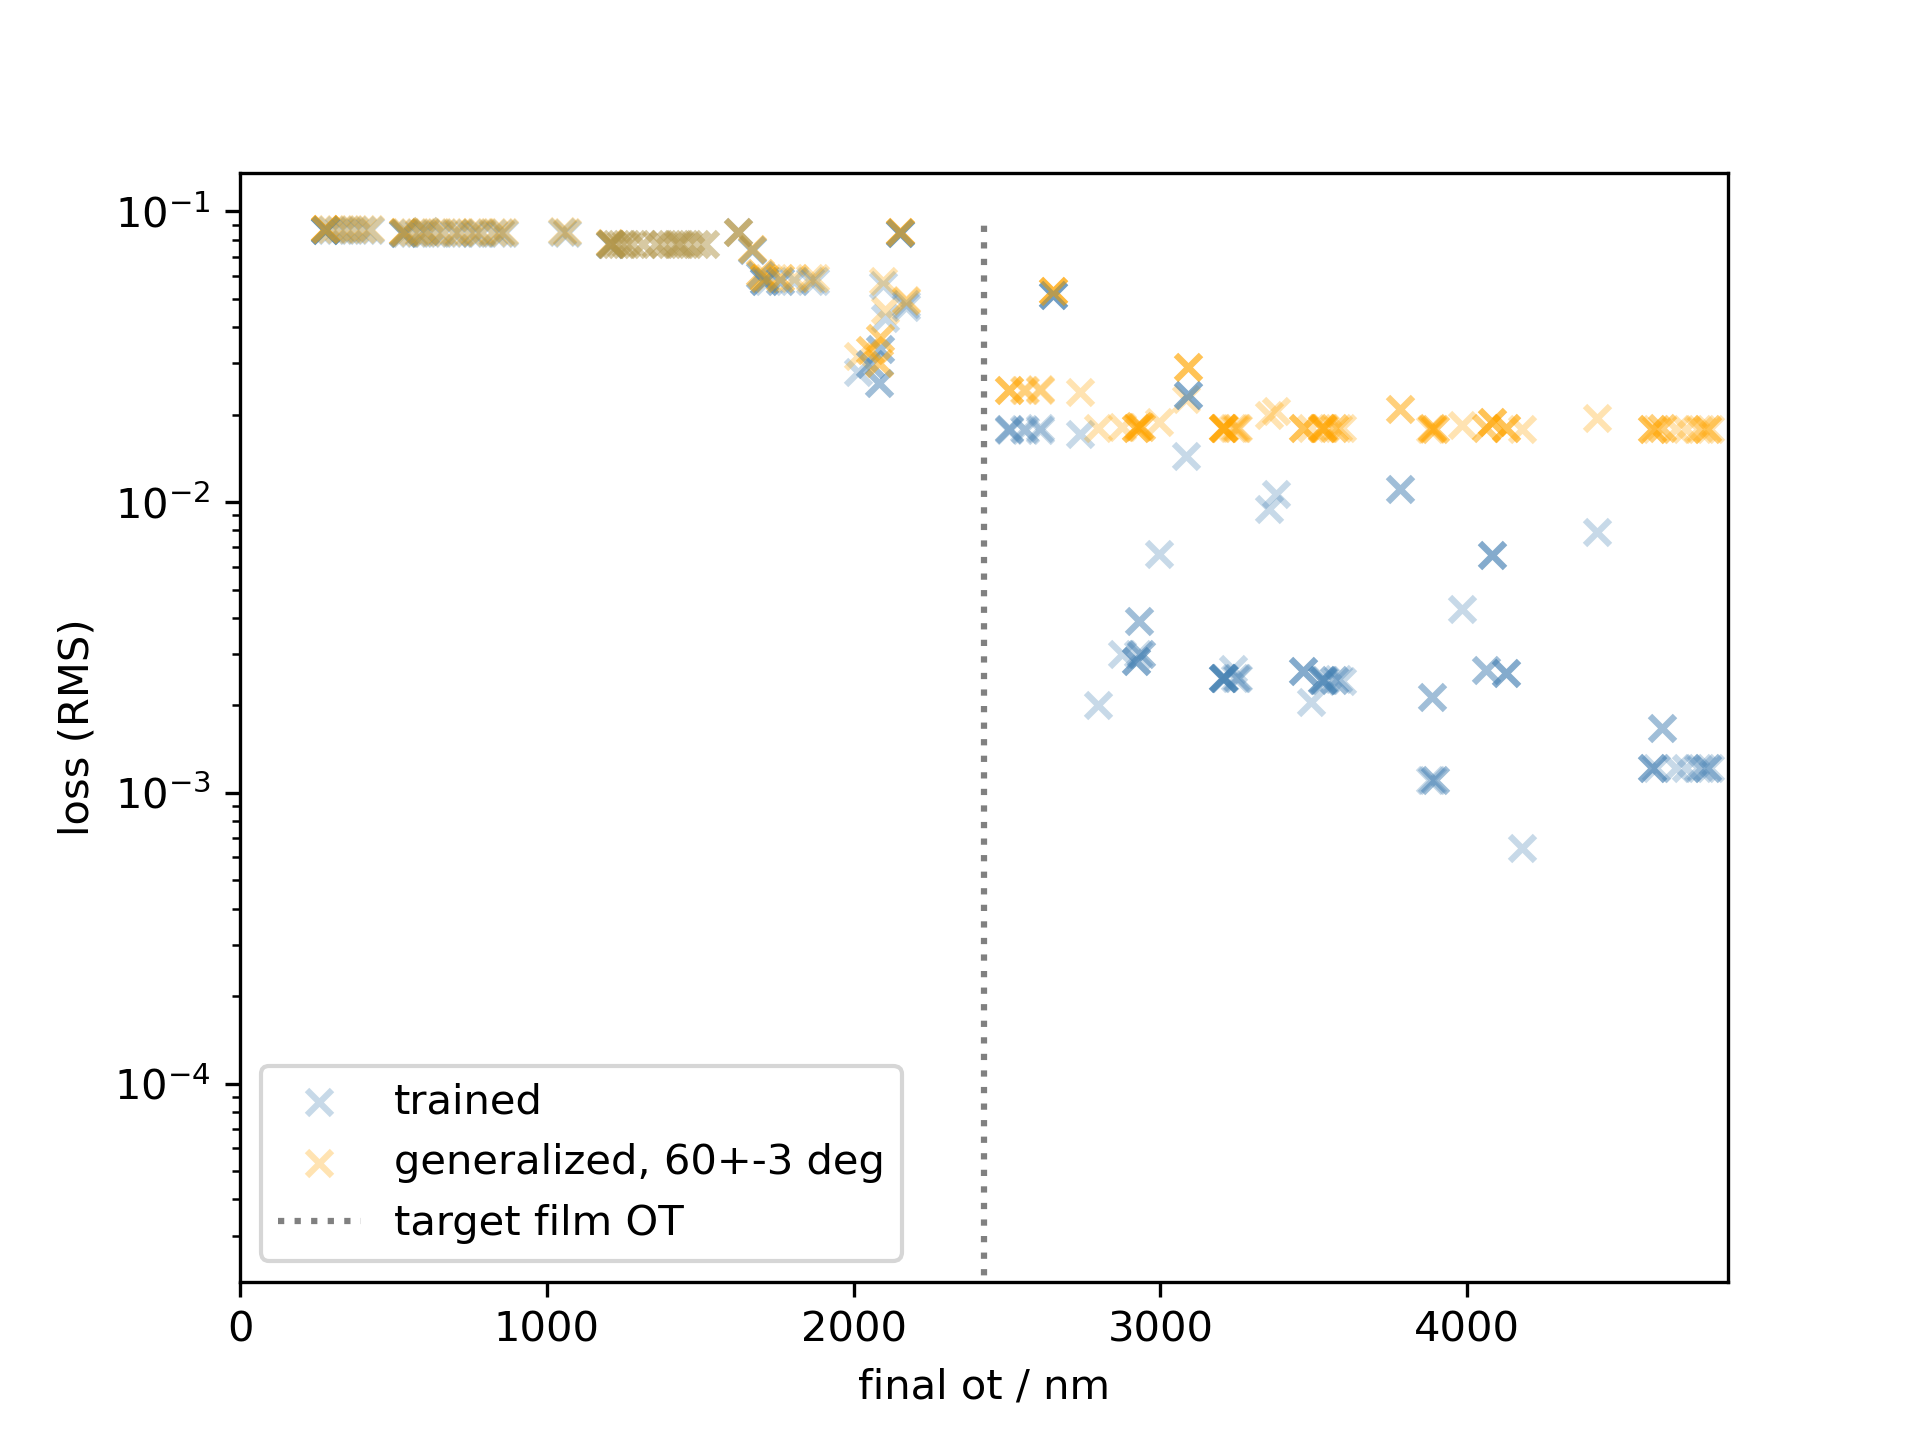 10⁻¹
10⁻²
10⁻³
10⁻⁴
loss (RMS)
trained
generalized, 60+-3 deg
target film OT
0 1000 2000 3000 4000
final ot / nm